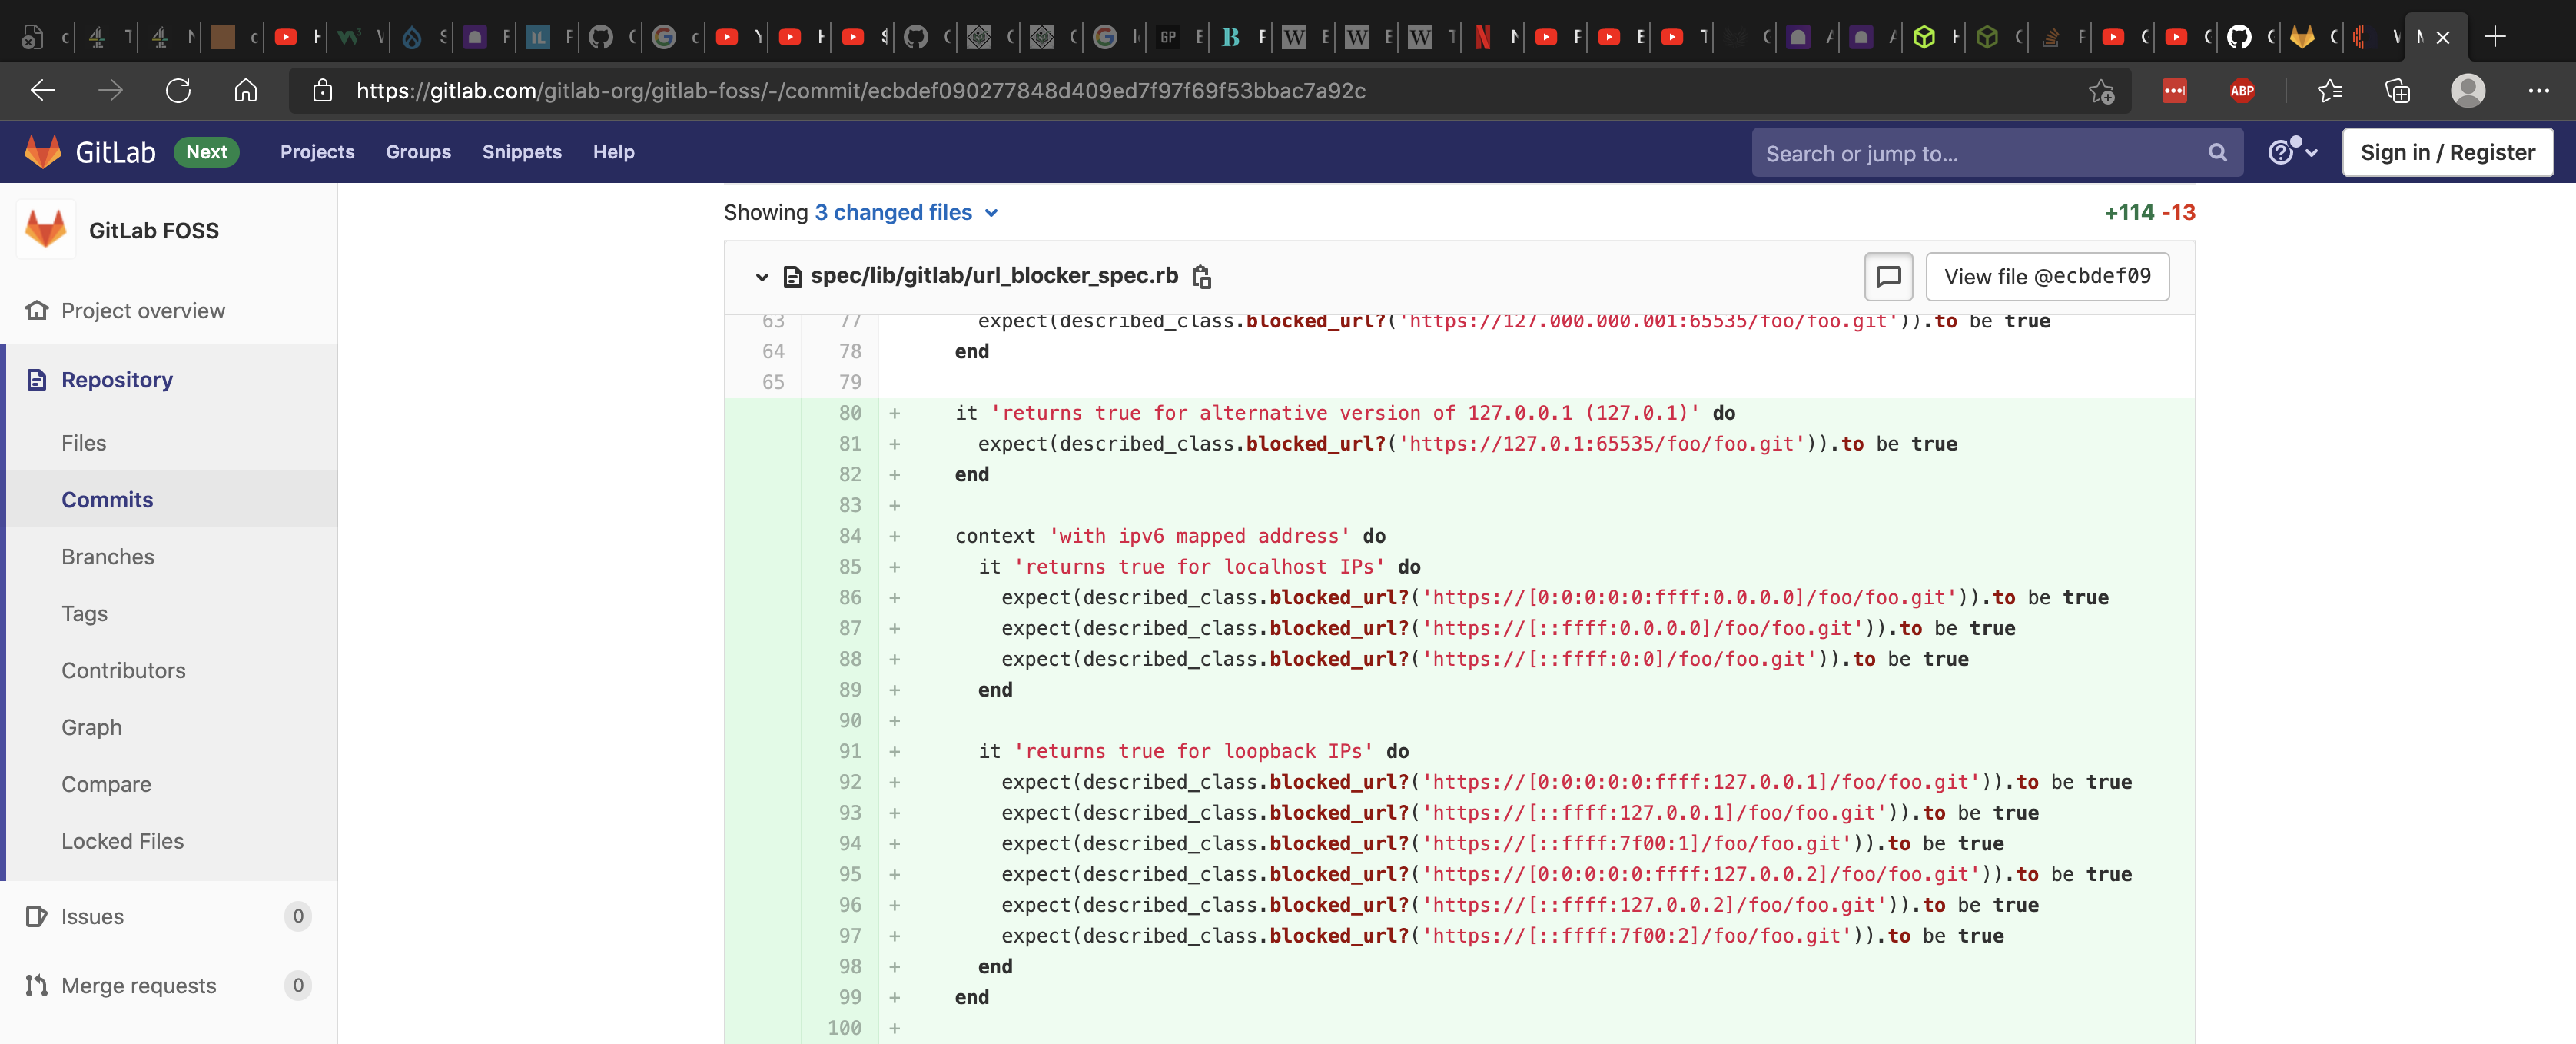 https://gitlab.com/gitlab-org/gitlab-foss/-/commit/ecbdef090277848d409ed7f97f69f53bbac7a92c
ABP
GitLab Next Projects Groups Snippets Help Search or jump to... Sign in / Register
GitLab FOSS
Project overview
Repository
Files
Commits
Branches
Tags
Contributors
Graph
Compare
Locked Files
Issues 0
Merge requests 0
Showing 3 changed files +114 -13
spec/lib/gitlab/url_blocker_spec.rb View file @ecbdef09
63 77 expect(described_class.blocked_url?('https://127.000.000.001:65535/foo/foo.git')).to be true
64 78 end
65 79
80 + it 'returns true for alternative version of 127.0.0.1 (127.0.1)' do
81 + expect(described_class.blocked_url?('https://127.0.1:65535/foo/foo.git')).to be true
82 + end
83 +
84 + context 'with ipv6 mapped address' do
85 + it 'returns true for localhost IPs' do
86 + expect(described_class.blocked_url?('https://[0:0:0:0:0:ffff:0.0.0.0]/foo/foo.git')).to be true
87 + expect(described_class.blocked_url?('https://[::ffff:0.0.0.0]/foo/foo.git')).to be true
88 + expect(described_class.blocked_url?('https://[::ffff:0:0]/foo/foo.git')).to be true
89 + end
90 +
91 + it 'returns true for loopback IPs' do
92 + expect(described_class.blocked_url?('https://[0:0:0:0:0:ffff:127.0.0.1]/foo/foo.git')).to be true
93 + expect(described_class.blocked_url?('https://[::ffff:127.0.0.1]/foo/foo.git')).to be true
94 + expect(described_class.blocked_url?('https://[::ffff:7f00:1]/foo/foo.git')).to be true
95 + expect(described_class.blocked_url?('https://[0:0:0:0:0:ffff:127.0.0.2]/foo/foo.git')).to be true
96 + expect(described_class.blocked_url?('https://[::ffff:127.0.0.2]/foo/foo.git')).to be true
97 + expect(described_class.blocked_url?('https://[::ffff:7f00:2]/foo/foo.git')).to be true
98 + end
99 + end
100 +